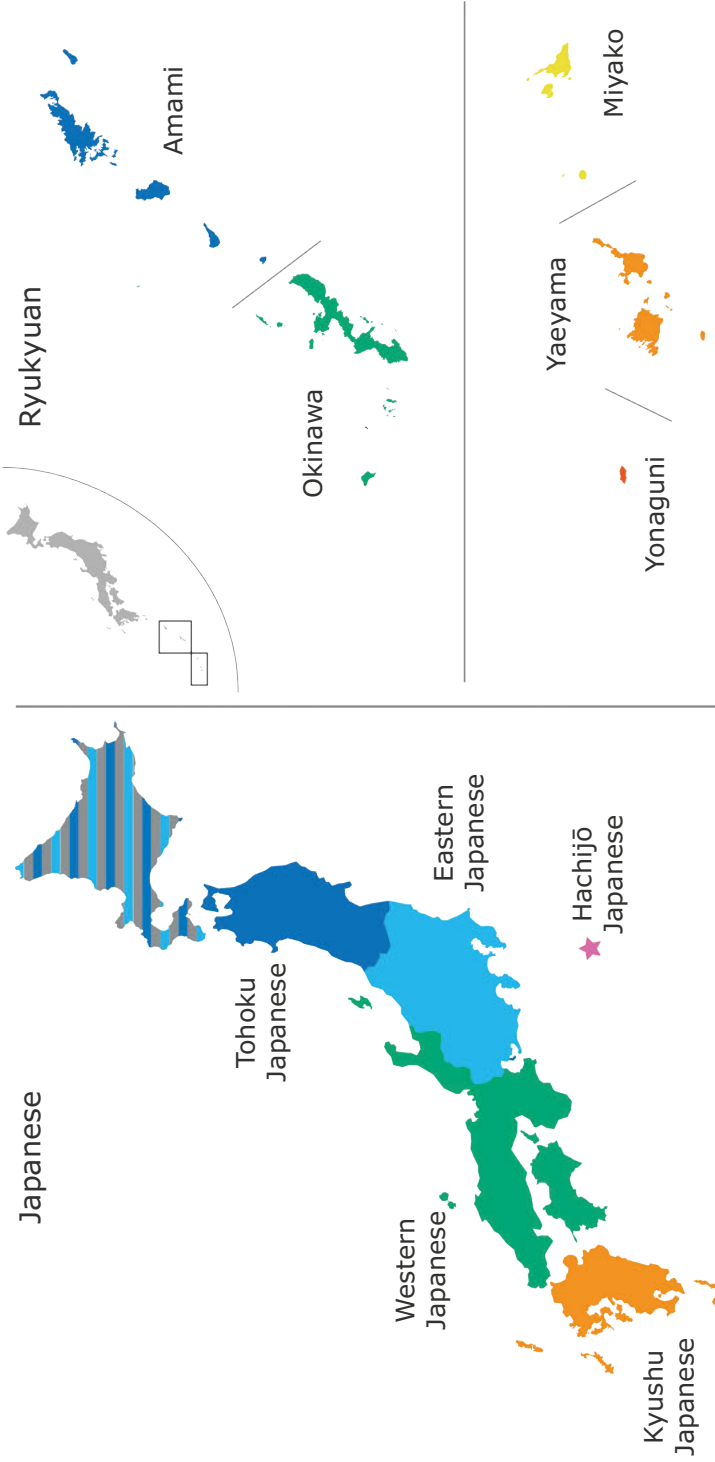 Japanese
Tohoku
Japanese
Eastern
Japanese
Hachijō
Japanese
Western
Japanese
Kyushu
Japanese
Ryukyuan
Amami
Okinawa
Miyako
Yaeyama
Yonaguni